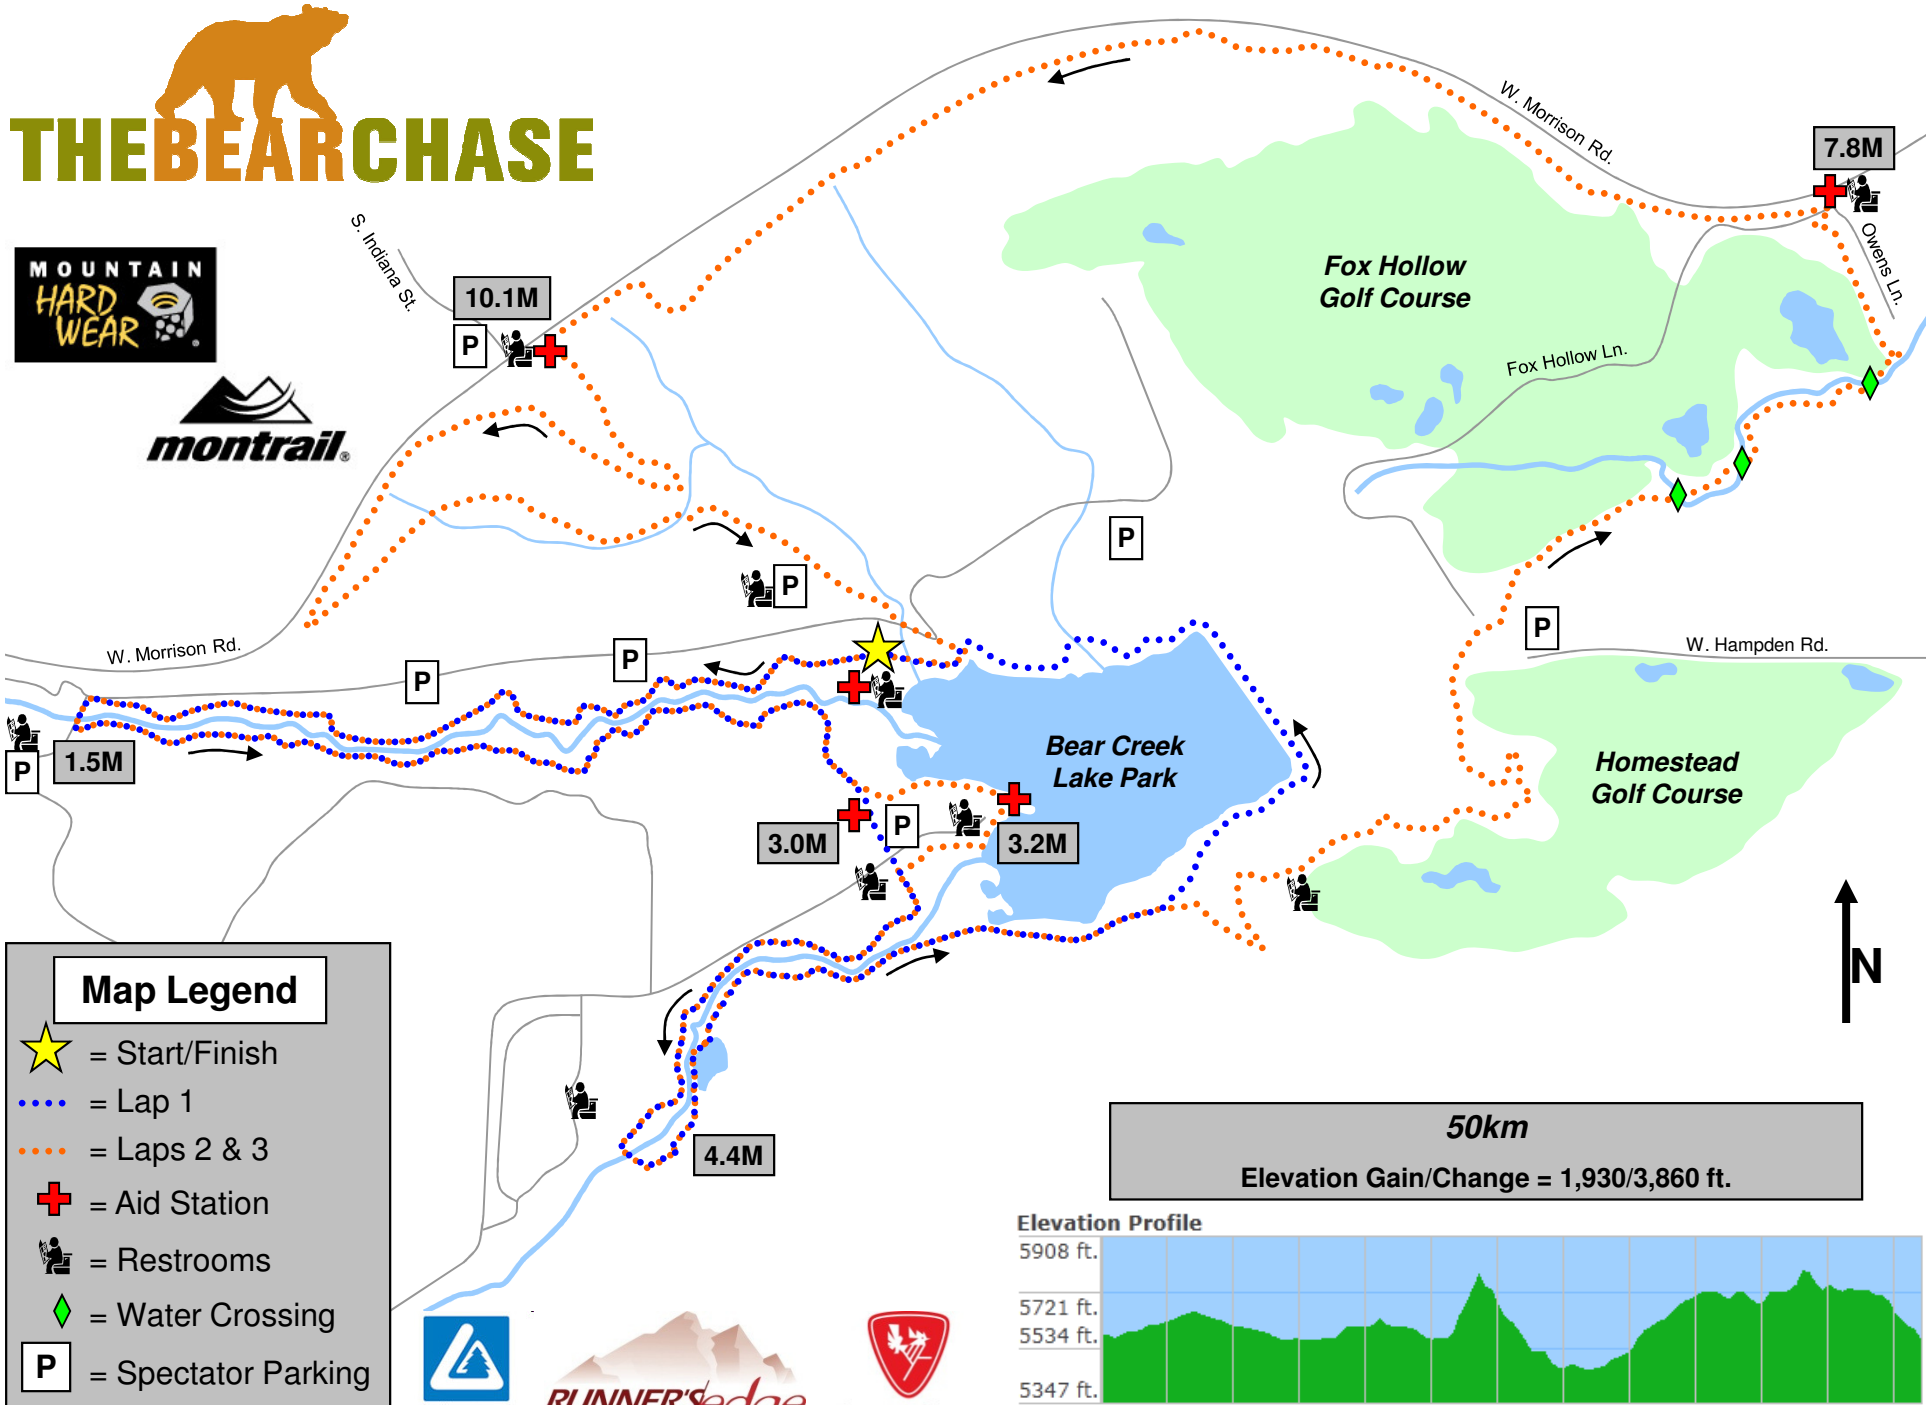 THEBEARCHASE
MOUNTAIN
HARD
WEAR
montrail
S. Indiana St.
10.1M
P
W. Morrison Rd.
7.8M
Owens Ln.
Fox Hollow
Golf Course
Fox Hollow Ln.
P
P
P
W. Hampden Rd.
W. Morrison Rd.
P
P
P
1.5M
Bear Creek
Lake Park
Homestead
Golf Course
3.0M
P
3.2M
4.4M
N
Map Legend
= Start/Finish
= Lap 1
= Laps 2 & 3
= Aid Station
= Restrooms
= Water Crossing
P = Spectator Parking
RUNNER'S edge
50km
Elevation Gain/Change = 1,930/3,860 ft.
Elevation Profile
5908 ft.
5721 ft.
5534 ft.
5347 ft.